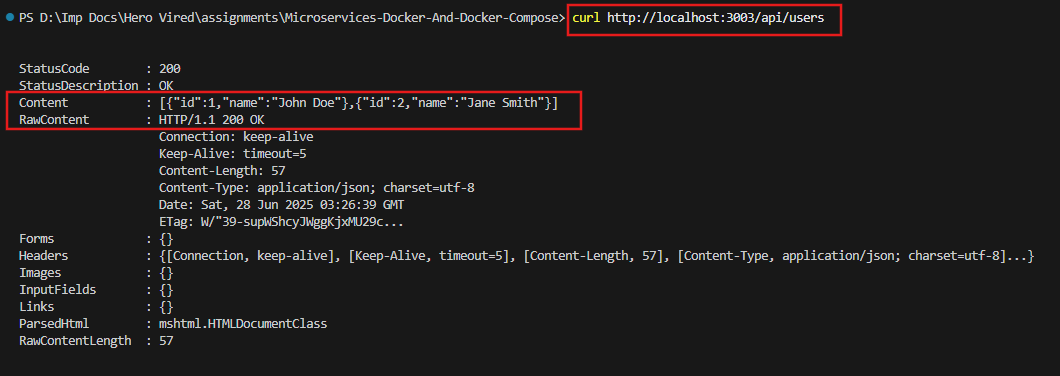 PS D:\Imp Docs\Hero Vired\assignments\Microservices-Docker-And-Docker-Compose> curl http://localhost:3003/api/users
StatusCode : 200
StatusDescription : OK
Content : [{"id":1,"name":"John Doe"},{"id":2,"name":"Jane Smith"}]
RawContent : HTTP/1.1 200 OK
Connection: keep-alive
Keep-Alive: timeout=5
Content-Length: 57
Content-Type: application/json; charset=utf-8
Date: Sat, 28 Jun 2025 03:26:39 GMT
ETag: W/"39-supWShcyJWggKjxMU29c...
Forms : {}
Headers : {[Connection, keep-alive], [Keep-Alive, timeout=5], [Content-Length, 57], [Content-Type, application/json; charset=utf-8]...}
Images : {}
InputFields : {}
Links : {}
ParsedHtml : mshtml.HTMLDocumentClass
RawContentLength : 57